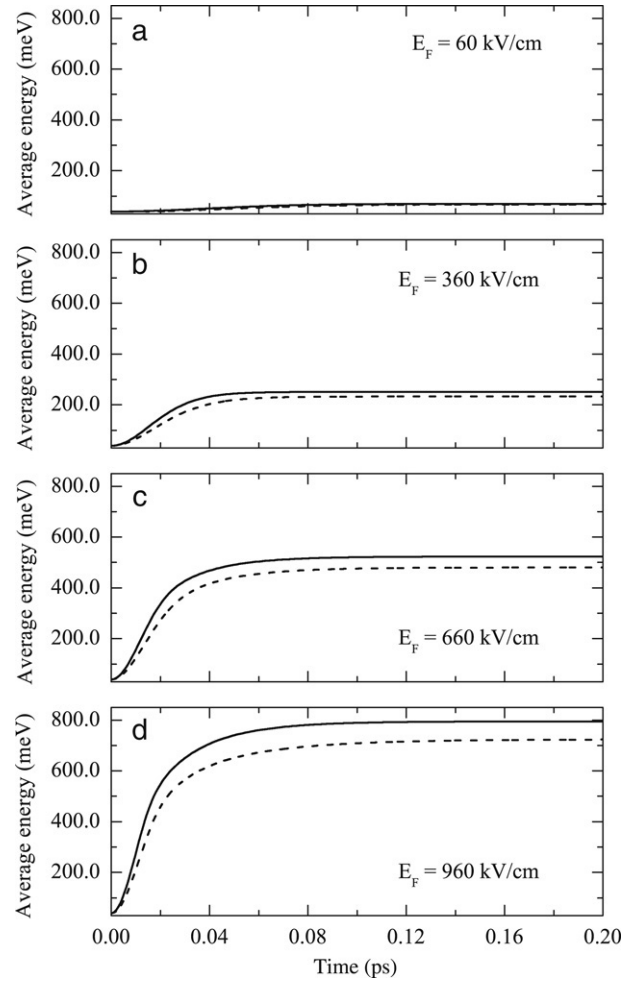 a
E_F = 60 kV/cm
Average energy (meV)
800.0
600.0
400.0
200.0
b
E_F = 360 kV/cm
Average energy (meV)
800.0
600.0
400.0
200.0
c
E_F = 660 kV/cm
Average energy (meV)
800.0
600.0
400.0
200.0
d
E_F = 960 kV/cm
Average energy (meV)
800.0
600.0
400.0
200.0
0.00 0.04 0.08 0.12 0.16 0.20
Time (ps)